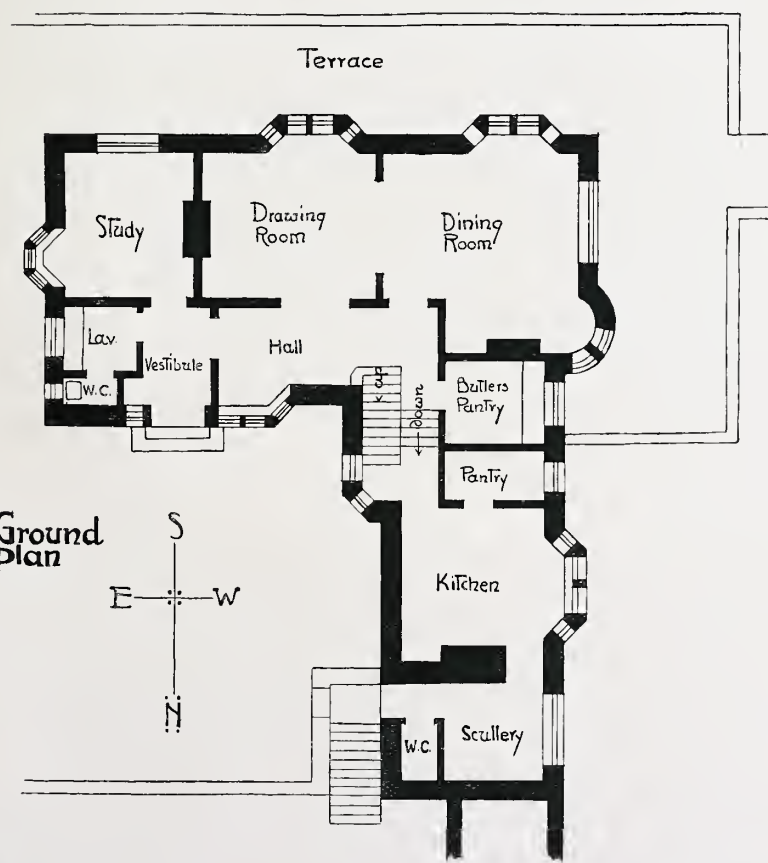 Terrace
Study
Drawing
Room
Dining
Room
Lav.
W.C.
Vestibule
Hall
up
down
Butlers
Pantry
Pantry
Ground
Plan
S
E
W
N
Kitchen
W.C.
Scullery